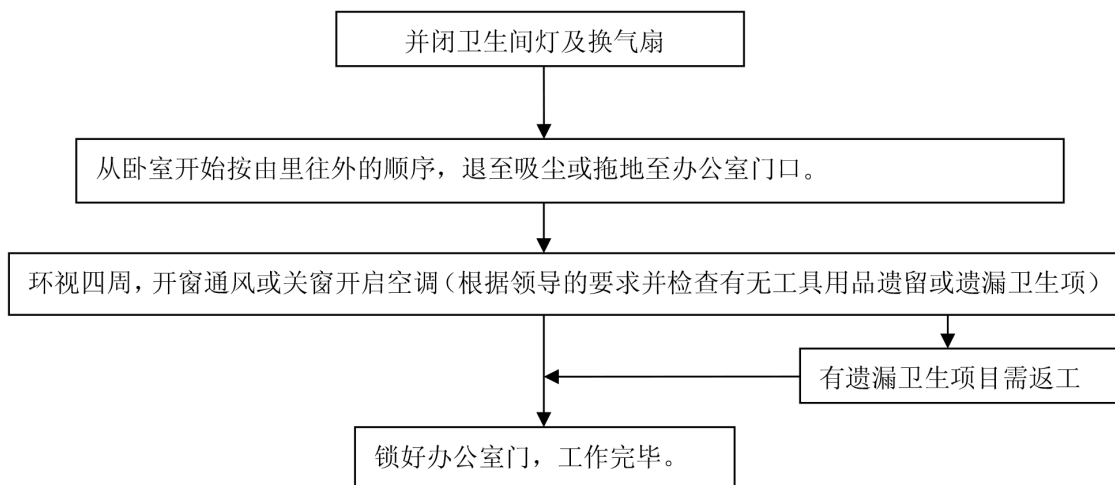 并闭卫生间灯及换气扇
从卧室开始按由里往外的顺序，退至吸尘或拖地至办公室门口。
环视四周，开窗通风或关窗开启空调（根据领导的要求并检查有无工具用品遗留或遗漏卫生项）
有遗漏卫生项目需返工
锁好办公室门，工作完毕。